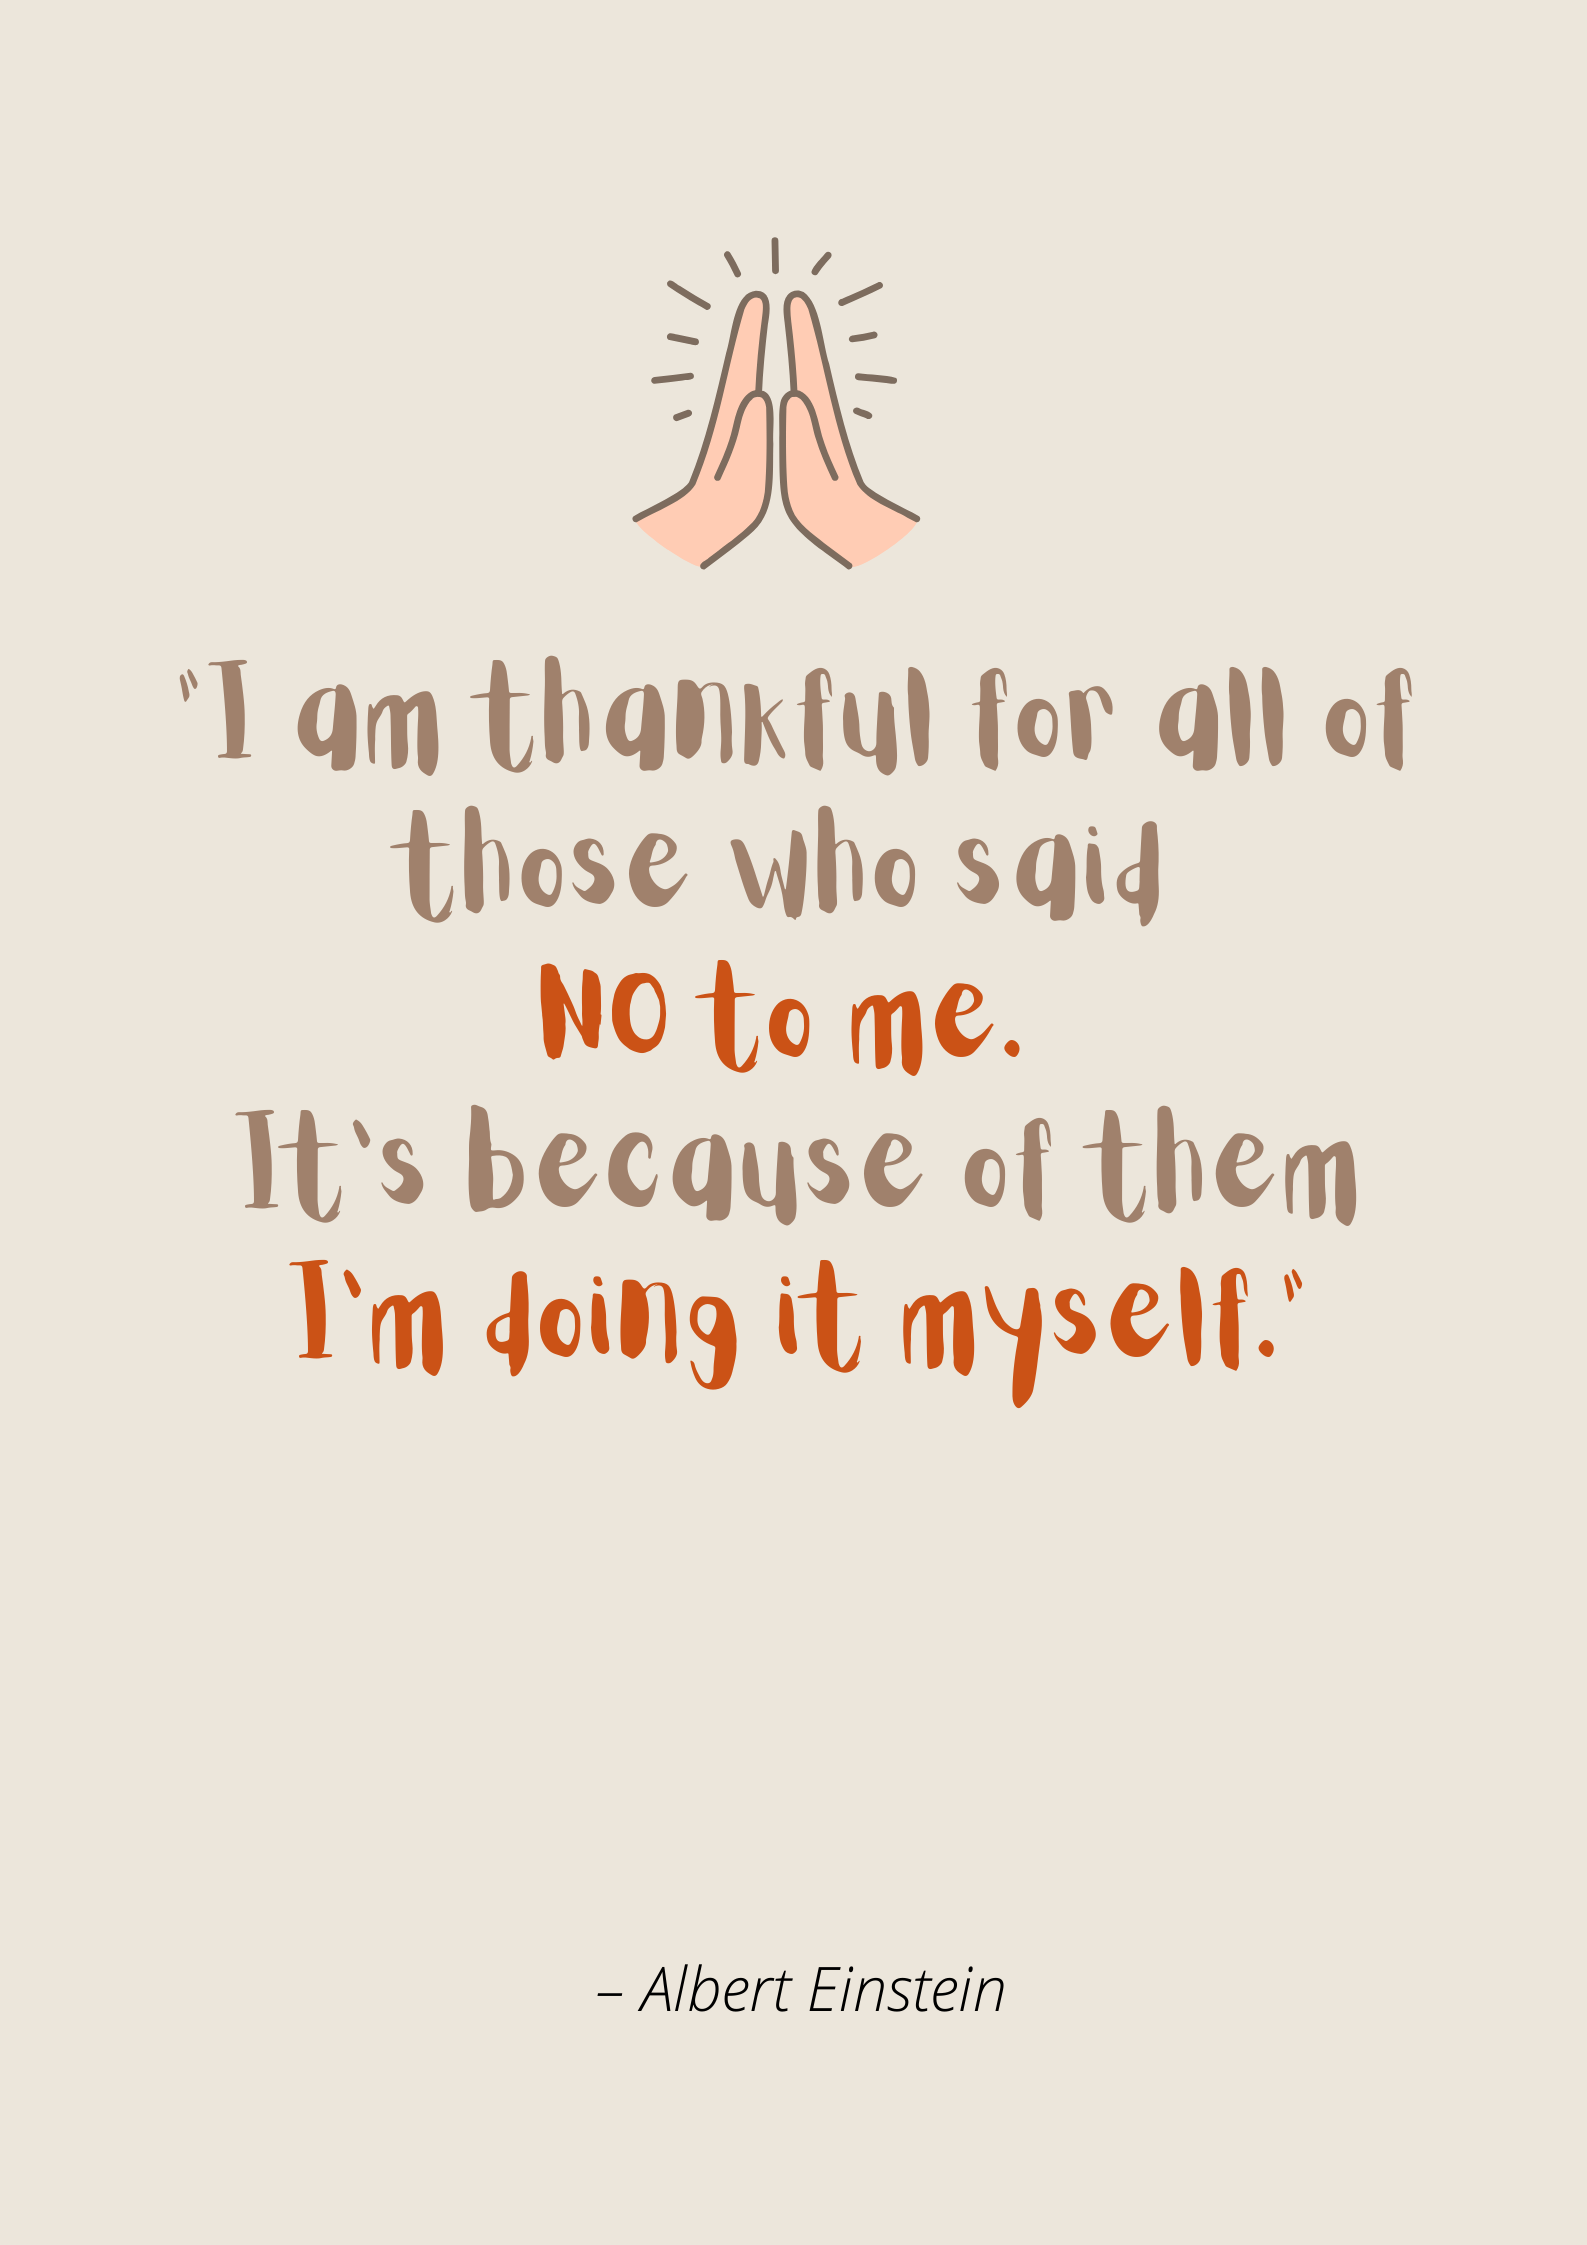 "I am thankful for all of
those who said
NO to me.
It's because of them
I'm doing it myself."
– Albert Einstein